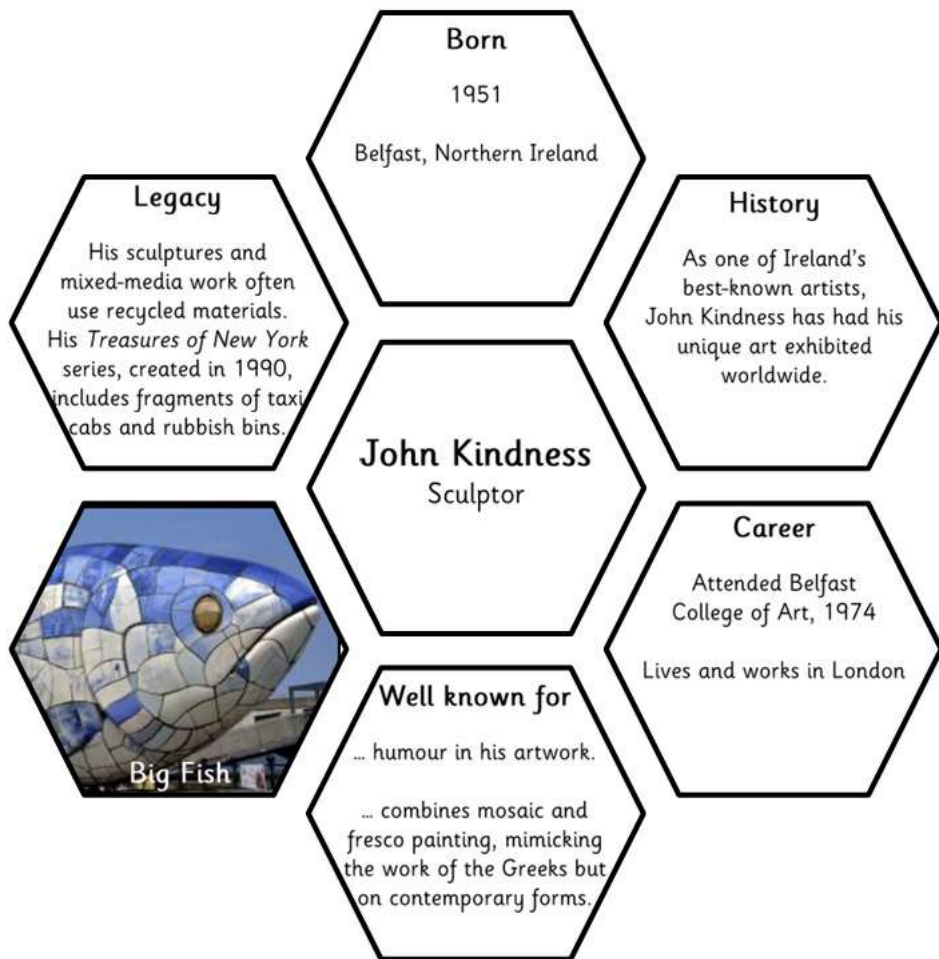 Born
1951
Belfast, Northern Ireland
Legacy
His sculptures and
mixed-media work often
use recycled materials.
His Treasures of New York
series, created in 1990,
includes fragments of taxi
cabs and rubbish bins.
History
As one of Ireland's
best-known artists,
John Kindness has had his
unique art exhibited
worldwide.
John Kindness
Sculptor
Big Fish
Career
Attended Belfast
College of Art, 1974
Lives and works in London
Well known for
... humour in his artwork.
... combines mosaic and
fresco painting, mimicking
the work of the Greeks but
on contemporary forms.